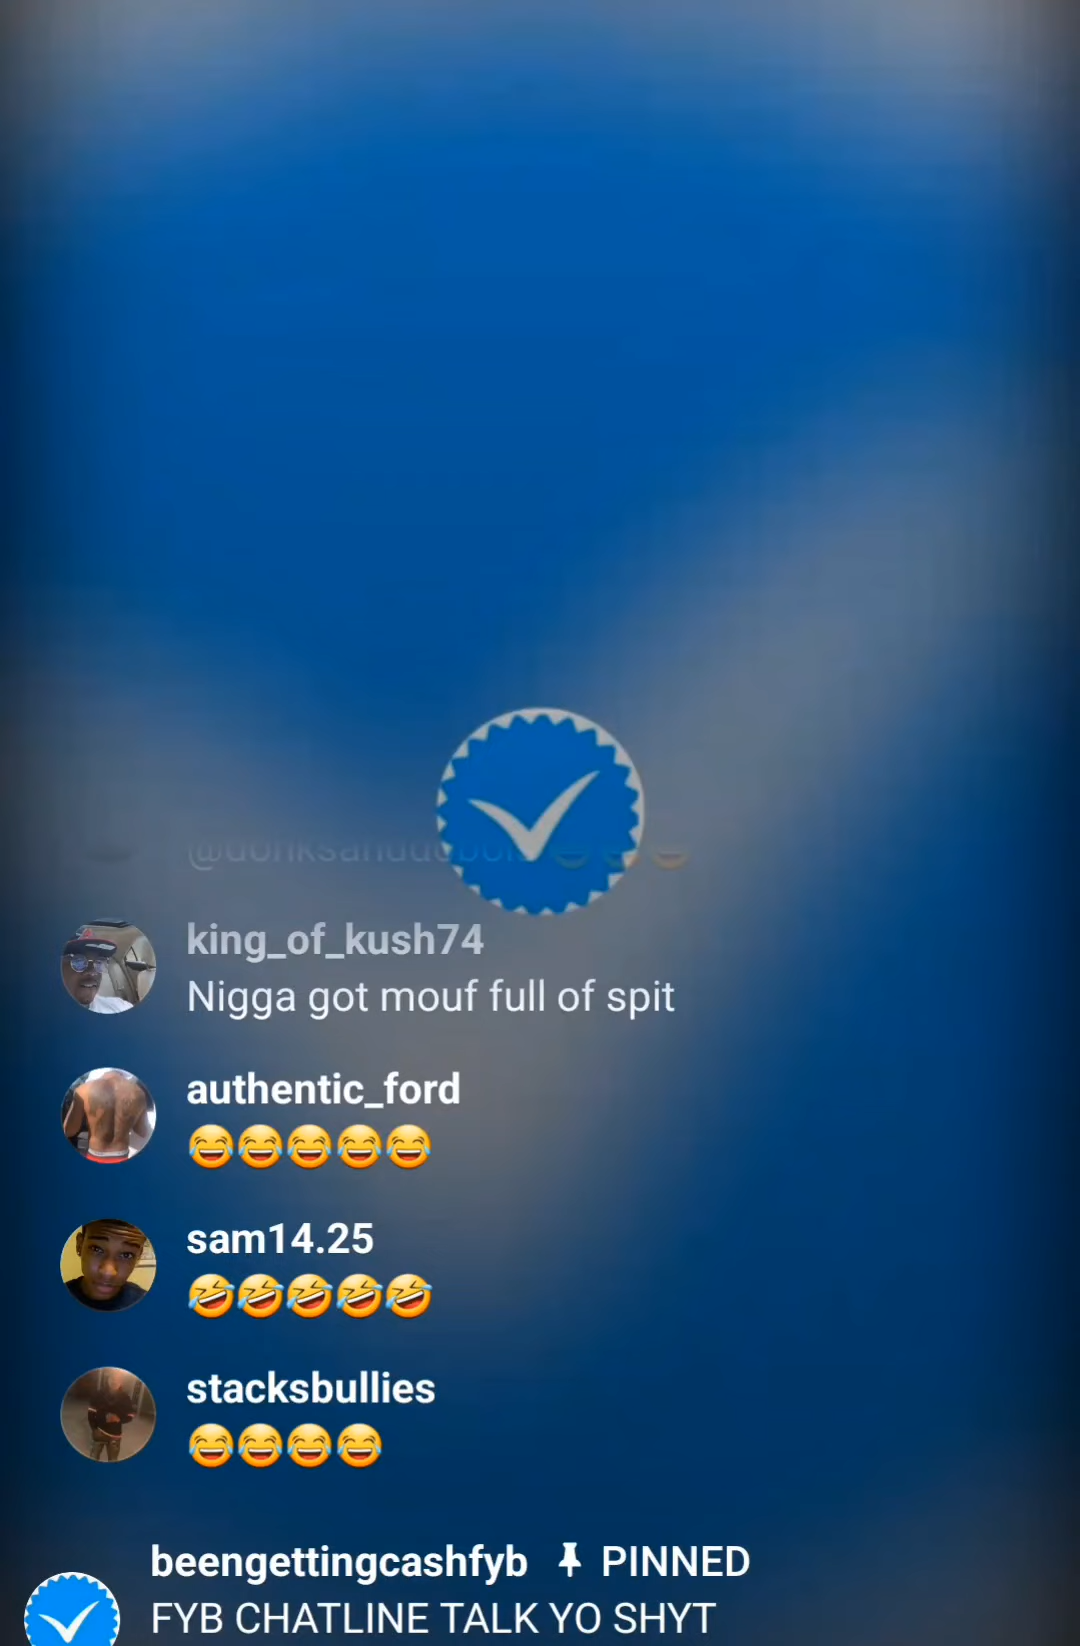 king_of_kush74
Nigga got mouf full of spit
authentic_ford
😂😂😂😂😂
sam14.25
🤣🤣🤣🤣🤣
stacksbullies
😂😂😂😂
beengettingcashfyb PINNED
FYB CHATLINE TALK YO SHYT